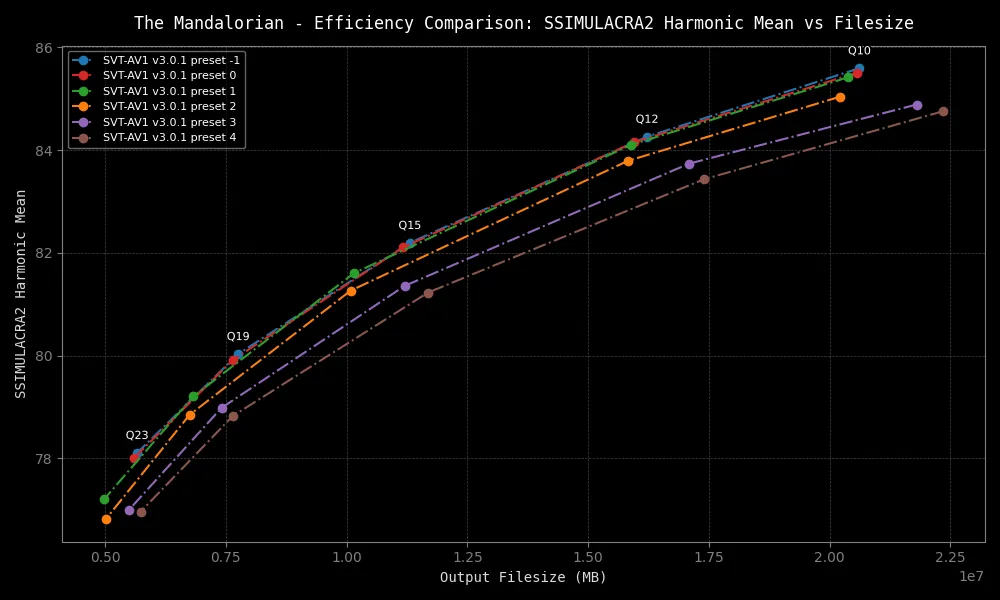 The Mandalorian - Efficiency Comparison: SSIMULACRA2 Harmonic Mean vs Filesize
SVT-AV1 v3.0.1 preset -1
SVT-AV1 v3.0.1 preset 0
SVT-AV1 v3.0.1 preset 1
SVT-AV1 v3.0.1 preset 2
SVT-AV1 v3.0.1 preset 3
SVT-AV1 v3.0.1 preset 4
Q10
Q12
Q15
Q19
Q23
86
84
82
80
78
SSIMULACRA2 Harmonic Mean
0.50
0.75
1.00
1.25
1.50
1.75
2.00
2.25
1e7
Output Filesize (MB)